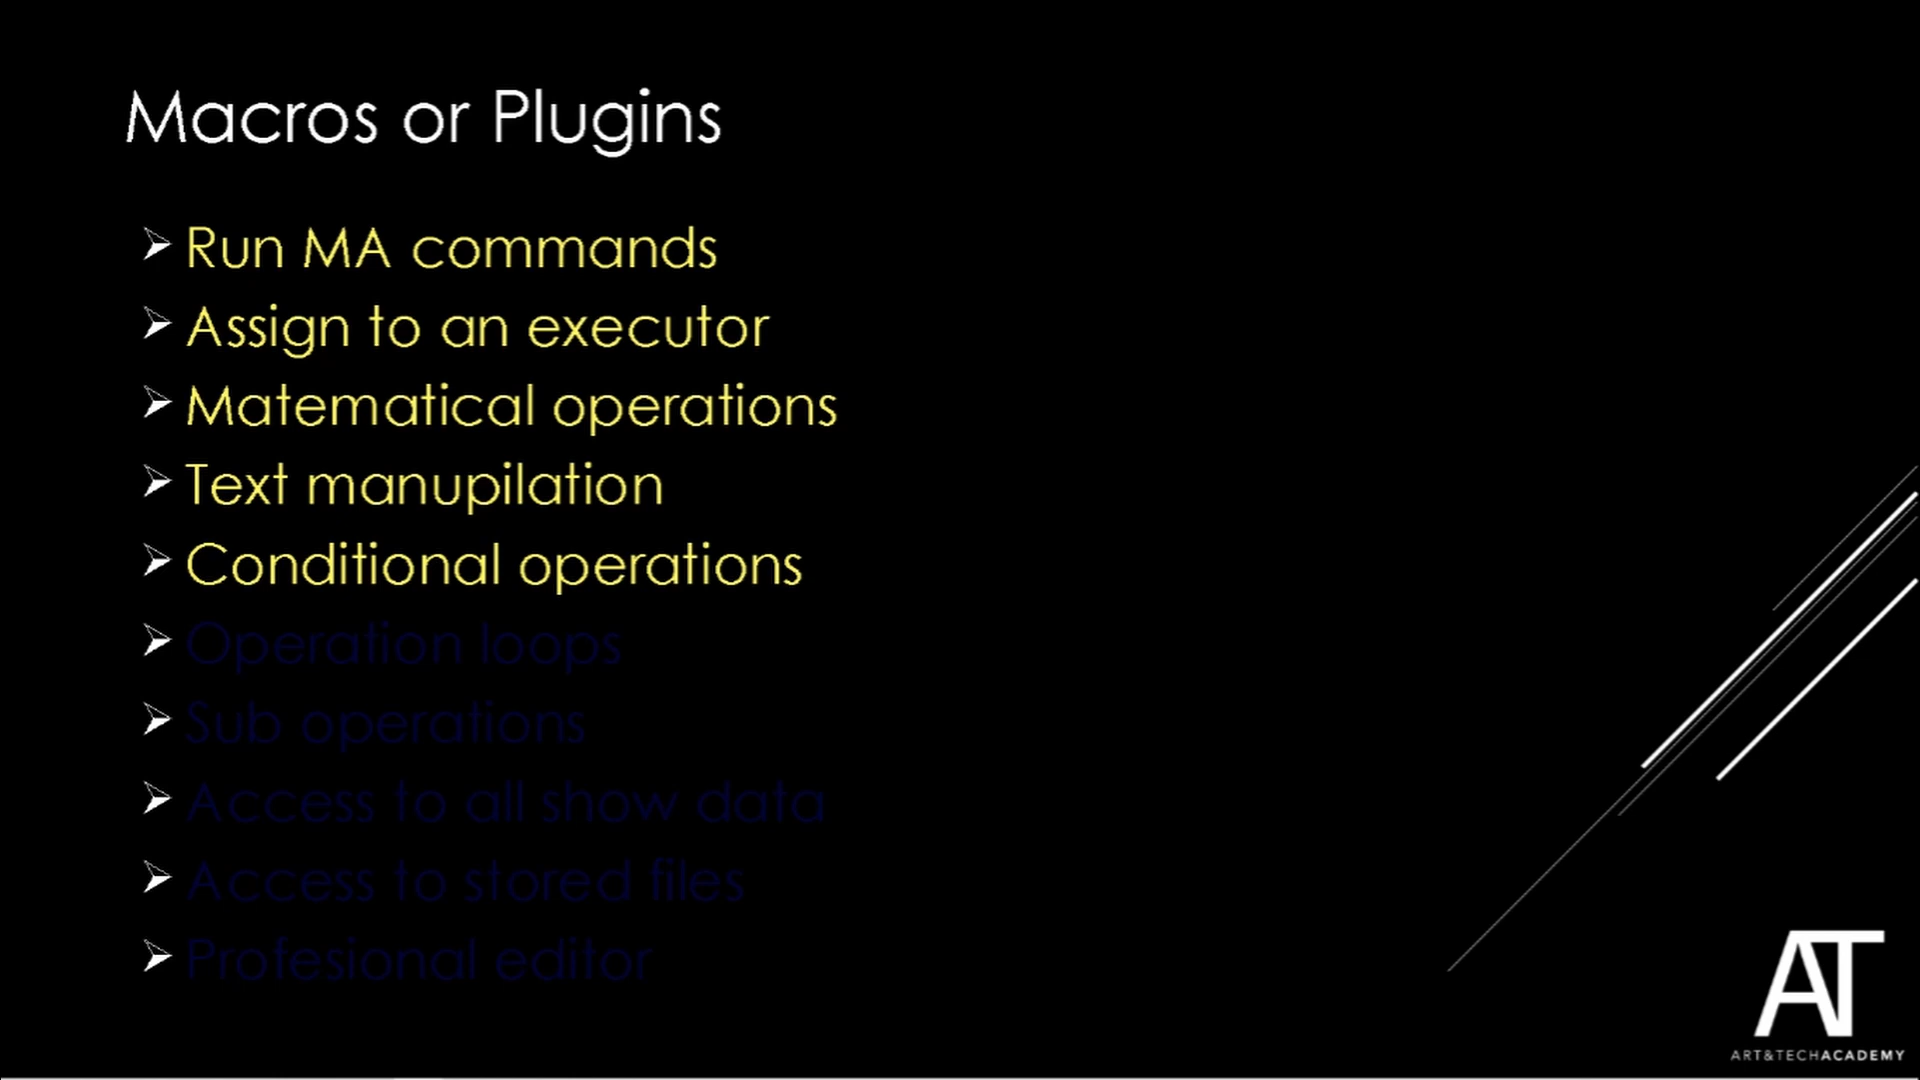 Macros or Plugins
Run MA commands
Assign to an executor
Matematical operations
Text manupilation
Conditional operations
Operation loops
Sub operations
Access to all show data
Access to stored files
Profesional editor
AT
ART&TECHACADEMY